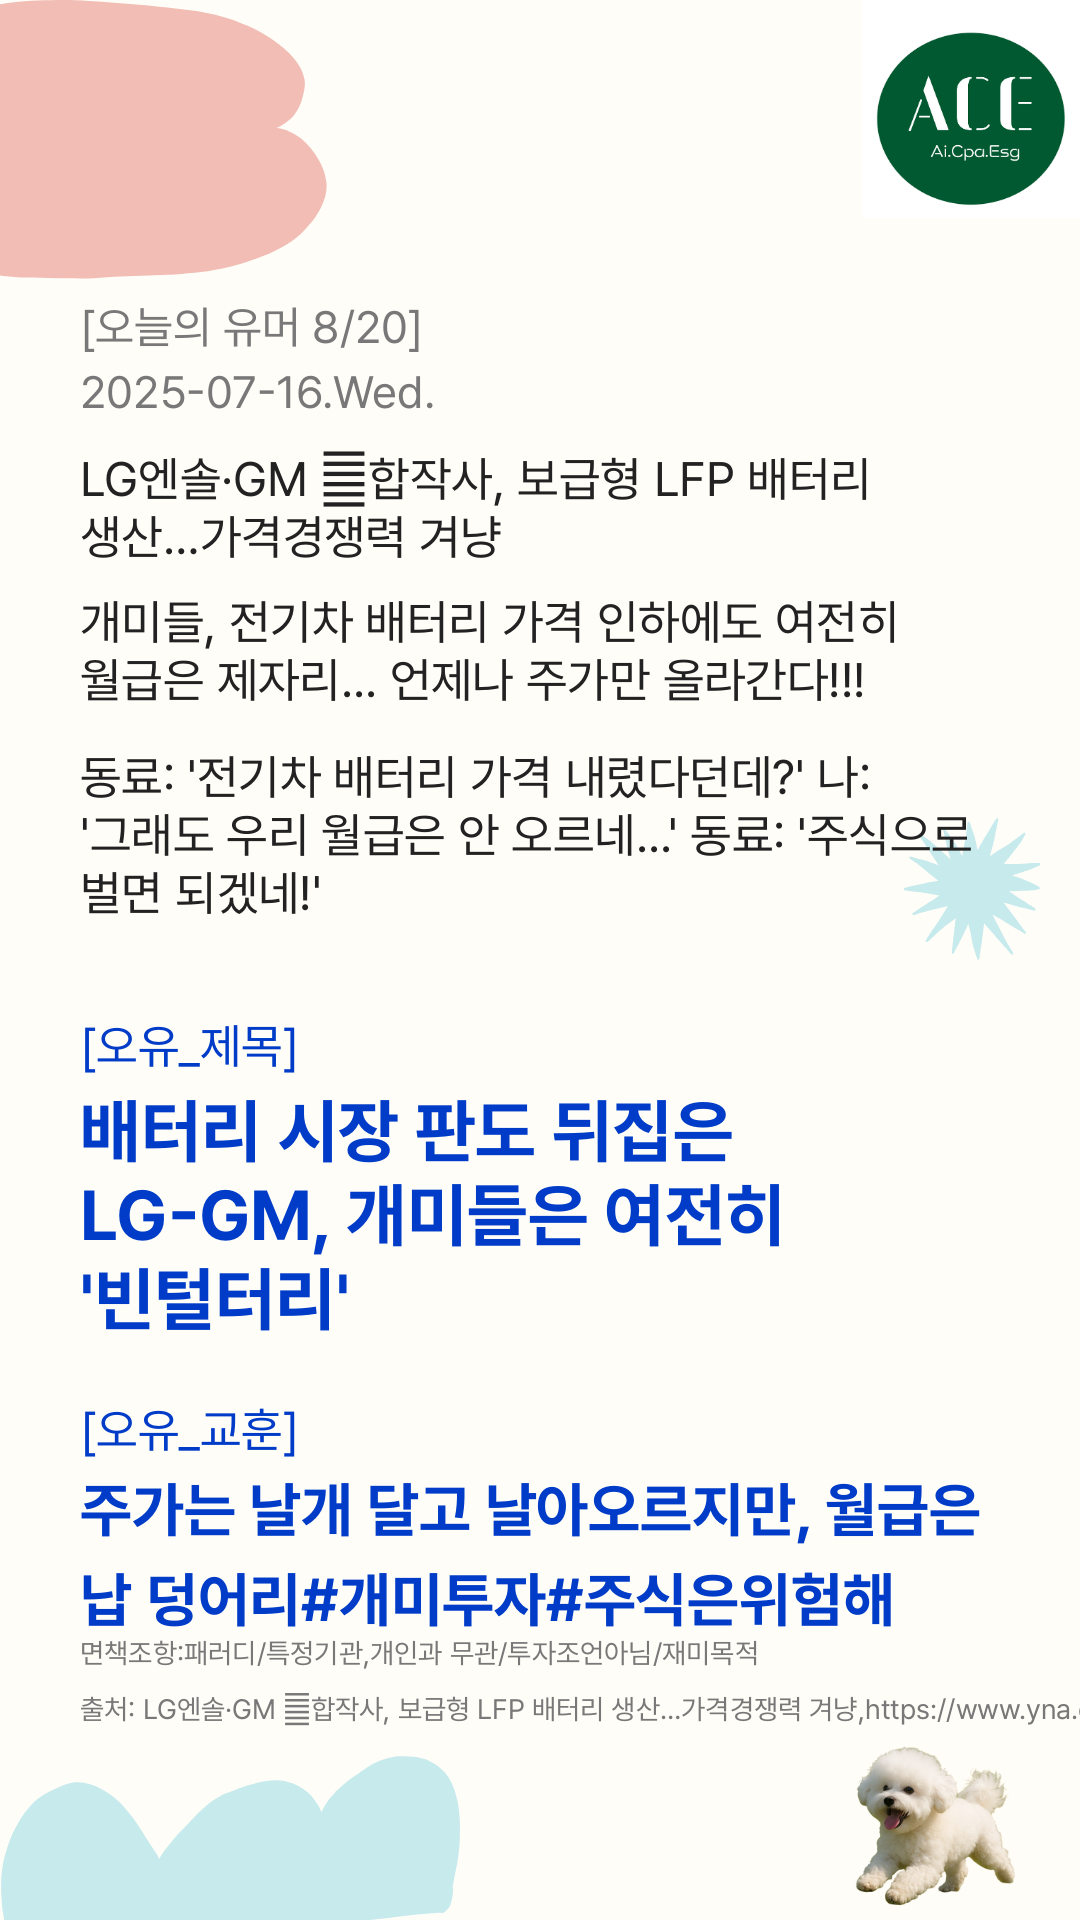 ACE
Ai.Cpa.Esg
[오늘의 유머 8/20]
2025-07-16.Wed.
LG엔솔·GM 합작사, 보급형 LFP 배터리
생산...가격경쟁력 겨냥
개미들, 전기차 배터리 가격 인하에도 여전히
월급은 제자리... 언제나 주가만 올라간다!!!
동료: '전기차 배터리 가격 내렸다던데?' 나:
'그래도 우리 월급은 안 오르네...' 동료: '주식으로
벌면 되겠네!'
[오유_제목]
배터리 시장 판도 뒤집은
LG-GM, 개미들은 여전히
'빈털터리'
[오유_교훈]
주가는 날개 달고 날아오르지만, 월급은
납 덩어리#개미투자#주식은위험해
면책조항:패러디/특정기관,개인과 무관/투자조언아님/재미목적
출처: LG엔솔·GM 합작사, 보급형 LFP 배터리 생산...가격경쟁력 겨냥,https://www.yna.